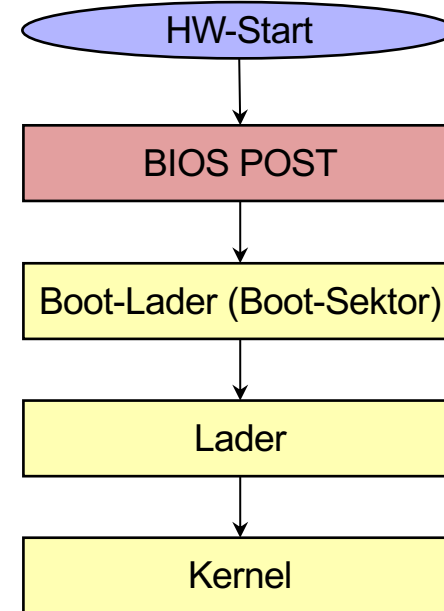 HW-Start
BIOS POST
Boot-Lader (Boot-Sektor)
Lader
Kernel